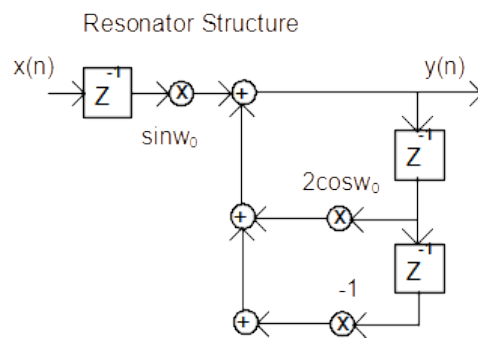 Resonator Structure
x(n)
y(n)
Z⁻¹
X
+
sinw₀
Z⁻¹
2cosw₀
+
X
Z⁻¹
-1
+
X